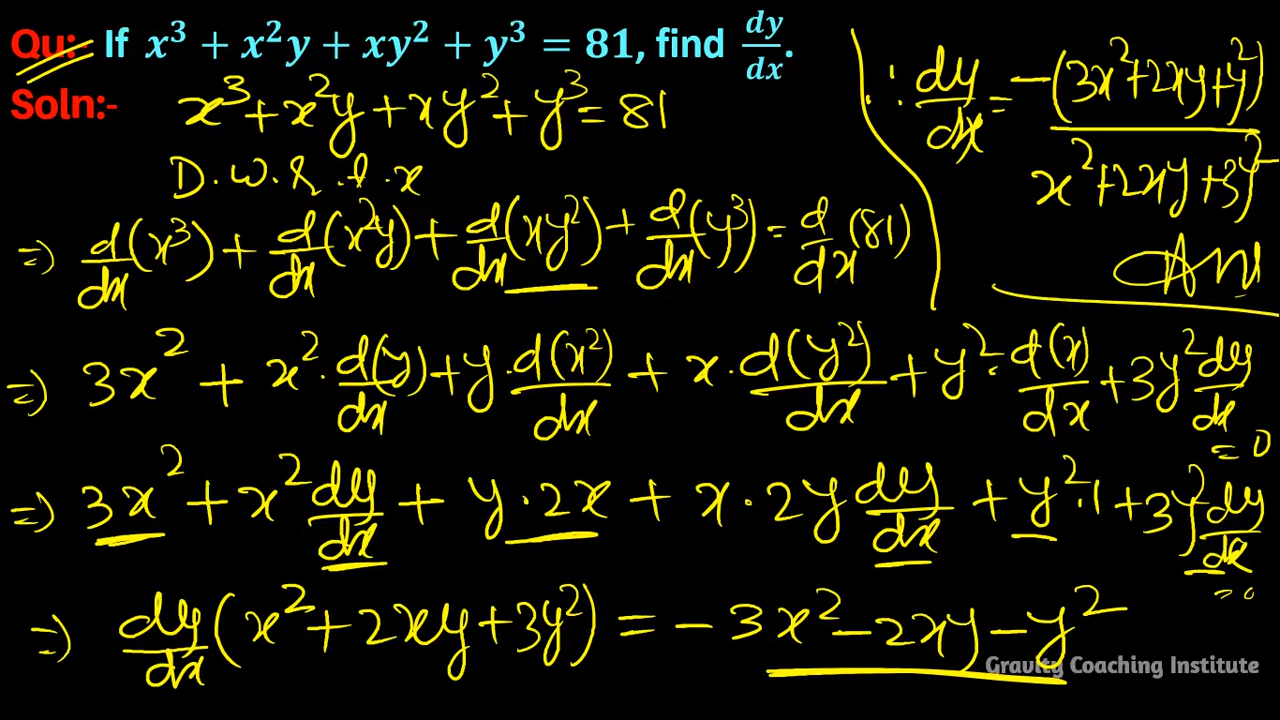 Qu: If x³ + x²y + xy² + y³ = 81, find dy/dx.
Soln:- x³ + x²y + xy² + y³ = 81
D.W.R.t.x
⇒ d/dx (x³) + d/dx (x²y) + d/dx (xy²) + d/dx (y³) = d/dx (81)
⇒ 3x² + x² · d(y)/dx + y · d(x²)/dx + x · d(y²)/dx + y² · d(x)/dx + 3y² dy/dx = 0
⇒ 3x² + x² dy/dx + y · 2x + x · 2y dy/dx + y² · 1 + 3y² dy/dx = 0
⇒ dy/dx (x² + 2xy + 3y²) = - 3x² - 2xy - y²
∴ dy/dx = -(3x² + 2xy + y²) / x² + 2xy + 3y²
Ans
Gravity Coaching Institute